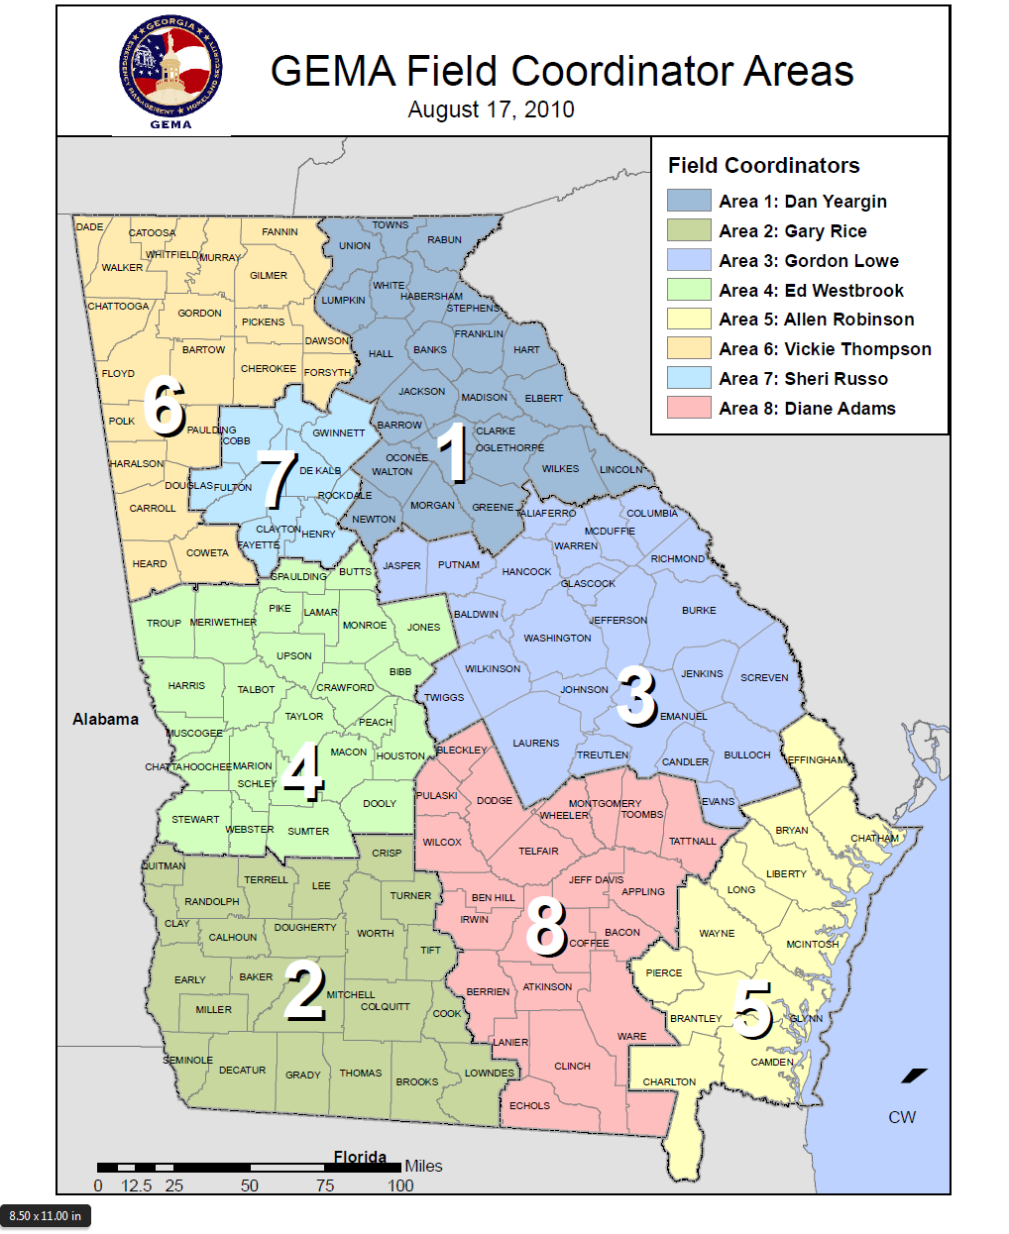 GEORGIA
EMERGENCY MANAGEMENT HOMELAND SECURITY
GEMA
GEMA Field Coordinator Areas
August 17, 2010
Field Coordinators
Area 1: Dan Yeargin
Area 2: Gary Rice
Area 3: Gordon Lowe
Area 4: Ed Westbrook
Area 5: Allen Robinson
Area 6: Vickie Thompson
Area 7: Sheri Russo
Area 8: Diane Adams
DADE
CATOOSA
FANNIN
TOWNS
UNION
RABUN
WHITFIELD
MURRAY
WALKER
GILMER
WHITE
HABERSHAM
LUMPKIN
STEPHENS
CHATTOOGA
GORDON
PICKENS
DAWSON
FRANKLIN
BARTOW
HALL
BANKS
HART
FLOYD
CHEROKEE
FORSYTH
JACKSON
MADISON
ELBERT
6
POLK
PAULDING
COBB
GWINNETT
BARROW
CLARKE
OGLETHORPE
1
HARALSON
OCONEE
WALTON
WILKES
LINCOLN
DE KALB
7
DOUGLAS
FULTON
ROCKDALE
CARROLL
MORGAN
GREENE
TALIAFERRO
COLUMBIA
NEWTON
CLAYTON
HENRY
MCDUFFIE
FAYETTE
WARREN
COWETA
HEARD
RICHMOND
JASPER
PUTNAM
HANCOCK
SPAULDING
BUTTS
GLASCOCK
PIKE
LAMAR
BALDWIN
BURKE
TROUP
MERIWETHER
MONROE
JONES
JEFFERSON
WASHINGTON
UPSON
BIBB
WILKINSON
JENKINS
SCREVEN
HARRIS
TALBOT
CRAWFORD
TWIGGS
JOHNSON
3
Alabama
TAYLOR
PEACH
EMANUEL
MUSCOGEE
LAURENS
MACON
HOUSTON
BLECKLEY
TREUTLEN
CANDLER
BULLOCH
EFFINGHAM
CHATTAHOOCHEE
MARION
4
SCHLEY
DOOLY
PULASKI
DODGE
MONTGOMERY
WHEELER
TOOMBS
EVANS
STEWART
WEBSTER
SUMTER
BRYAN
CHATHAM
WILCOX
TATTNALL
TELFAIR
CRISP
QUITMAN
TERRELL
LEE
JEFF DAVIS
LIBERTY
RANDOLPH
TURNER
BEN HILL
APPLING
LONG
CLAY
IRWIN
CALHOUN
DOUGHERTY
WORTH
8
BACON
COFFEE
WAYNE
MCINTOSH
TIFT
EARLY
BAKER
PIERCE
2
MITCHELL
BERRIEN
ATKINSON
MILLER
COLQUITT
COOK
BRANTLEY
5
GLYNN
LANIER
WARE
SEMINOLE
DECATUR
GRADY
THOMAS
BROOKS
LOWNDES
CLINCH
CAMDEN
CHARLTON
ECHOLS
CW
Florida
Miles
0 12.5 25 50 75 100
8.50 x 11.00 in